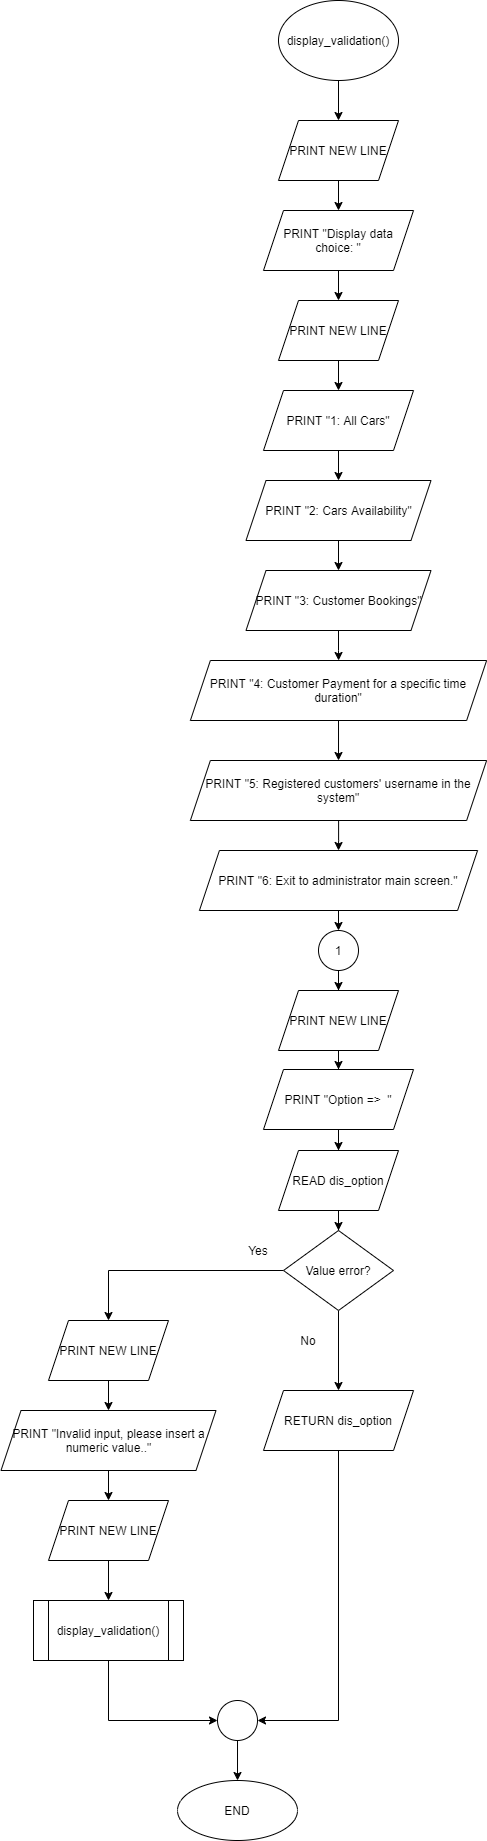 display_validation()
PRINT NEW LINE
PRINT "Display data
choice: "
PRINT NEW LINE
PRINT "1: All Cars"
PRINT "2: Cars Availability"
PRINT "3: Customer Bookings"
PRINT "4: Customer Payment for a specific time
duration"
PRINT "5: Registered customers' username in the
system"
PRINT "6: Exit to administrator main screen."
1
PRINT NEW LINE
PRINT "Option =>  "
READ dis_option
Value error?
Yes
No
PRINT NEW LINE
PRINT "Invalid input, please insert a
numeric value.."
PRINT NEW LINE
display_validation()
RETURN dis_option
END